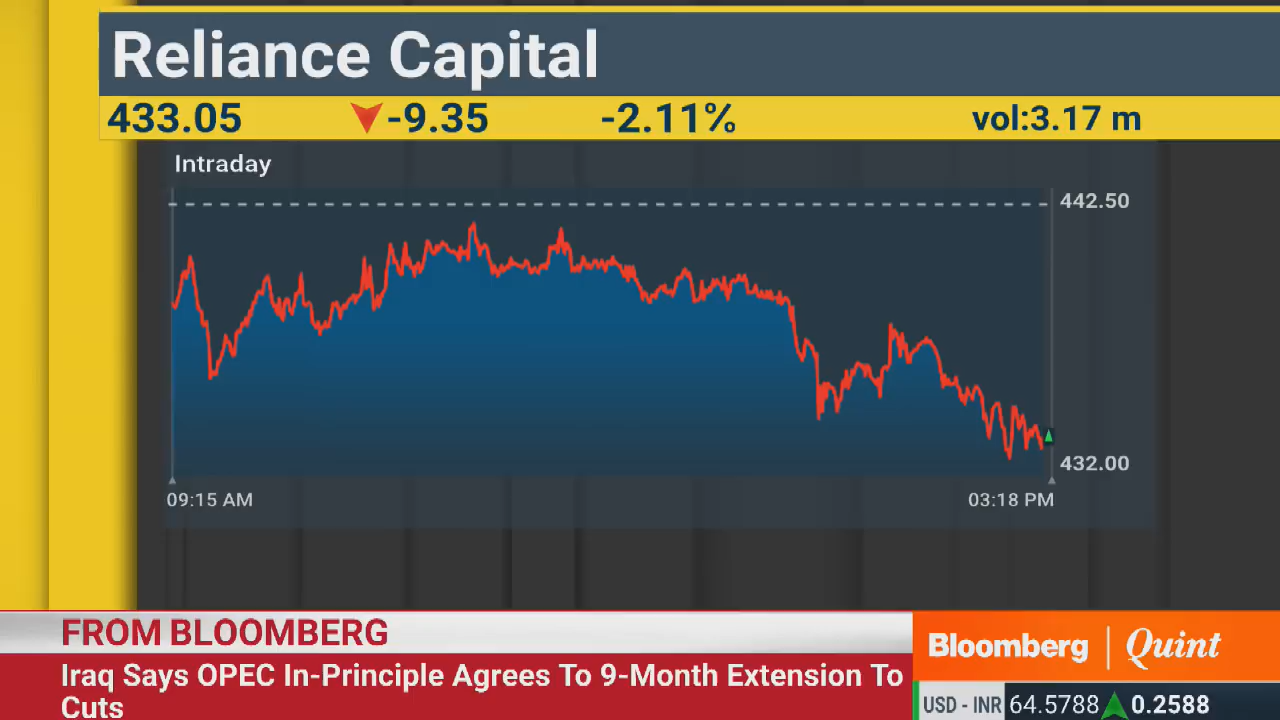 Reliance Capital
433.05 -9.35 -2.11% vol:3.17 m
Intraday
442.50
432.00
09:15 AM 03:18 PM
FROM BLOOMBERG
Iraq Says OPEC In-Principle Agrees To 9-Month Extension To
Cuts
Bloomberg | Quint
USD - INR 64.5788 0.2588